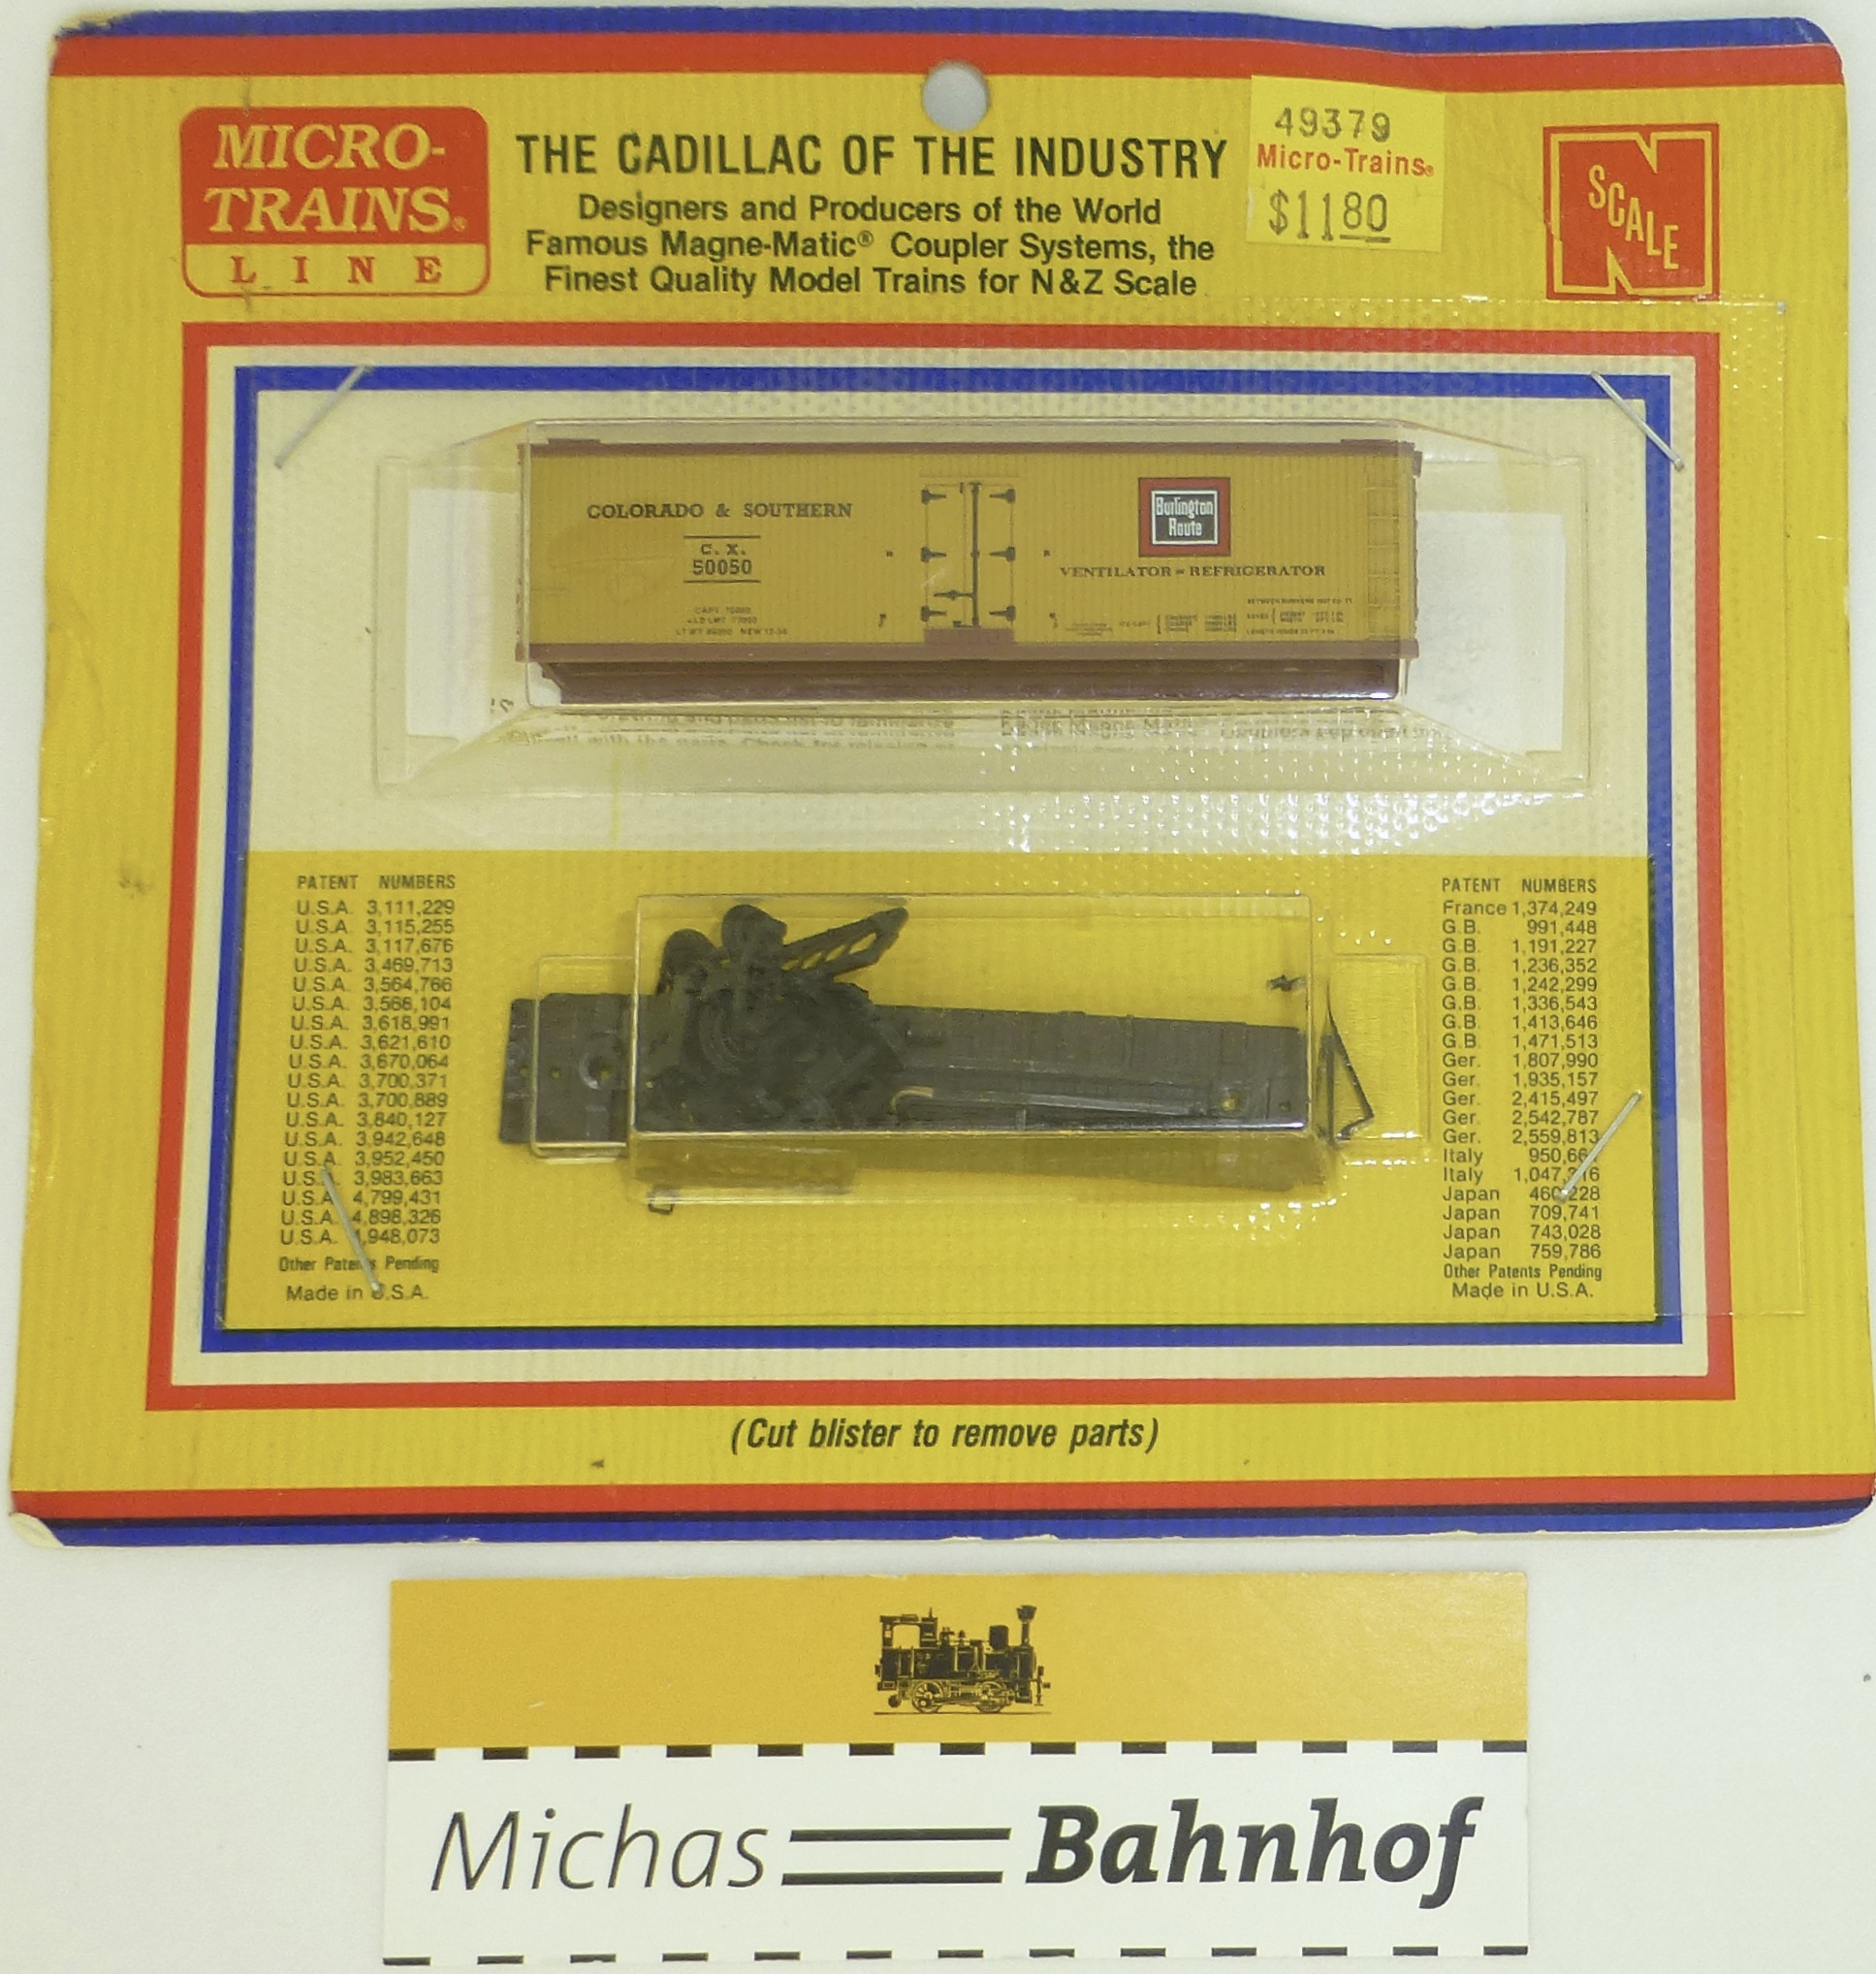 MICRO-
TRAINS®
LINE
THE CADILLAC OF THE INDUSTRY
Designers and Producers of the World
Famous Magne-Matic® Coupler Systems, the
Finest Quality Model Trains for N&Z Scale
49379
Micro-Trains®
$1180
N SCALE
COLORADO & SOUTHERN
C. X.
50050
Burlington
Route
VENTILATOR - REFRIGERATOR
NEW 12-36
PATENT NUMBERS
U.S.A. 3,111,229
U.S.A. 3,115,255
U.S.A. 3,117,676
U.S.A. 3,469,713
U.S.A. 3,564,766
U.S.A. 3,566,104
U.S.A. 3,618,991
U.S.A. 3,621,610
U.S.A. 3,670,064
U.S.A. 3,700,371
U.S.A. 3,700,889
U.S.A. 3,840,127
U.S.A. 3,942,648
U.S.A. 3,952,450
U.S.A. 3,983,663
U.S.A. 4,799,431
U.S.A. 4,898,326
U.S.A. 4,948,073
Other Patents Pending
Made in U.S.A.
PATENT NUMBERS
France 1,374,249
G.B. 991,448
G.B. 1,191,227
G.B. 1,236,352
G.B. 1,242,299
G.B. 1,336,543
G.B. 1,413,646
G.B. 1,471,513
Ger. 1,807,990
Ger. 1,935,157
Ger. 2,415,497
Ger. 2,542,787
Ger. 2,559,813
Italy
Italy
Japan
Japan 709,741
Japan 743,028
Japan 759,786
Other Patents Pending
Made in U.S.A.
(Cut blister to remove parts)
Michas Bahnhof